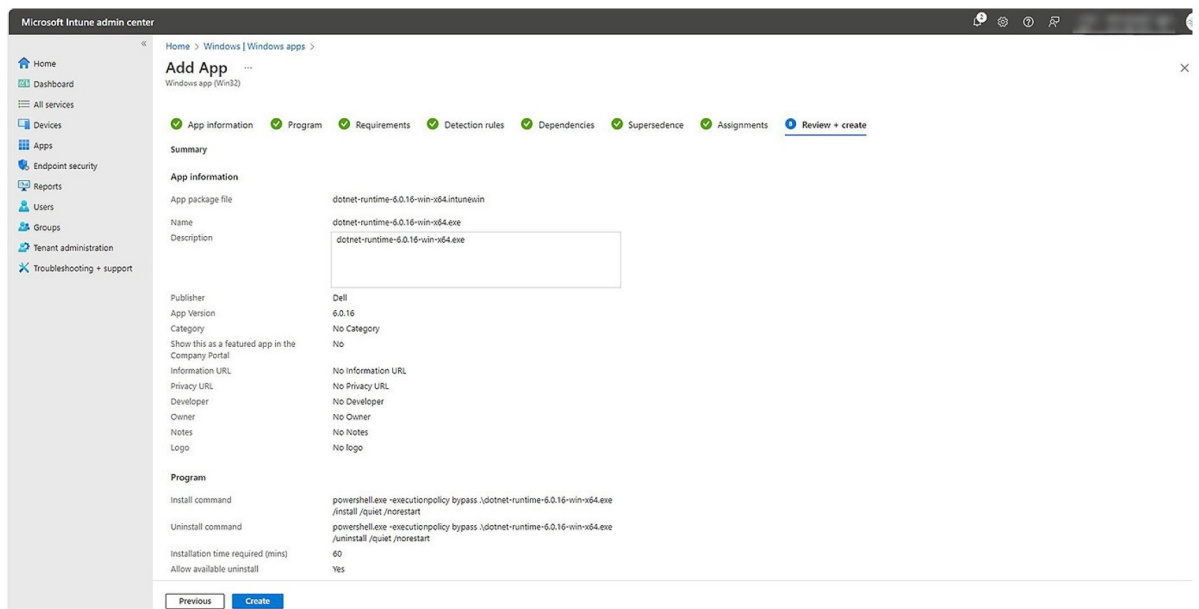 Microsoft Intune admin center
2
«
Home > Windows | Windows apps >
Add App ...
Windows app (Win32)
Home
Dashboard
All services
Devices
Apps
Endpoint security
Reports
Users
Groups
Tenant administration
Troubleshooting + support
App information Program Requirements Detection rules Dependencies Supersedence Assignments 8 Review + create
Summary
App information
App package file dotnet-runtime-6.0.16-win-x64.intunewin
Name dotnet-runtime-6.0.16-win-x64.exe
Description dotnet-runtime-6.0.16-win-x64.exe
Publisher Dell
App Version 6.0.16
Category No Category
Show this as a featured app in the No
Company Portal
Information URL No Information URL
Privacy URL No Privacy URL
Developer No Developer
Owner No Owner
Notes No Notes
Logo No logo
Program
Install command powershell.exe -executionpolicy bypass .\dotnet-runtime-6.0.16-win-x64.exe
/install /quiet /norestart
Uninstall command powershell.exe -executionpolicy bypass .\dotnet-runtime-6.0.16-win-x64.exe
/uninstall /quiet /norestart
Installation time required (mins) 60
Allow available uninstall Yes
Previous Create